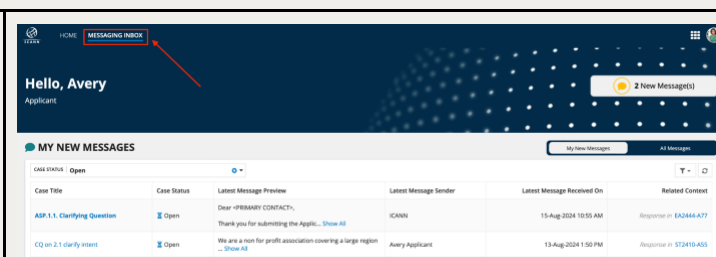 ICANN
HOME MESSAGING INBOX
Hello, Avery
Applicant
2 New Message(s)
MY NEW MESSAGES
My New Messages All Messages
CASE STATUS Open
Case Title Case Status Latest Message Preview Latest Message Sender Latest Message Received On Related Context
Dear <PRIMARY CONTACT>,
ASP.1.1. Clarifying Question Open ICANN 15-Aug-2024 10:55 AM Response in EA2444-A77
Thank you for submitting the Applic... Show All
We are a non for profit association covering a large region
CQ on 2.1 clarify intent Open Avery Applicant 13-Aug-2024 1:50 PM Response in ST2410-A55
... Show All